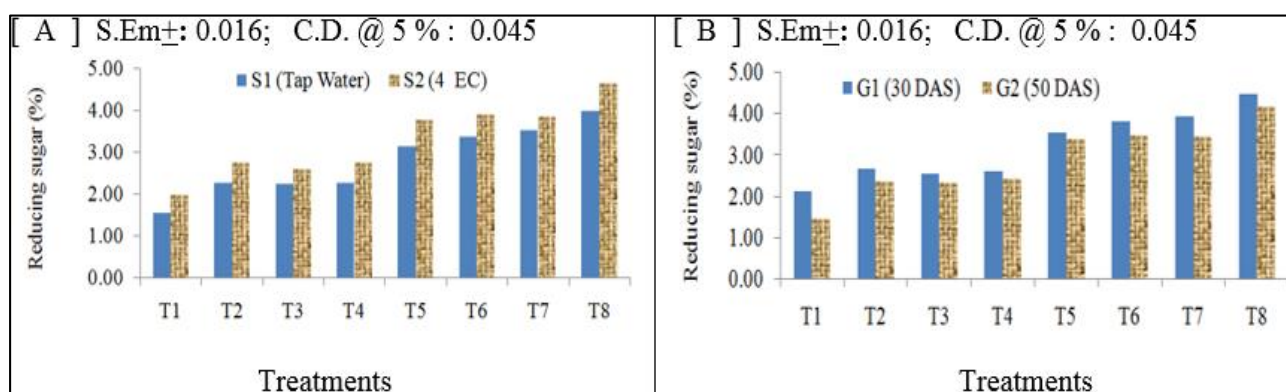 [ A ] S.Em±: 0.016; C.D. @ 5 % : 0.045
S1 (Tap Water) S2 (4 EC)
Reducing sugar (%)
5.00
4.00
3.00
2.00
1.00
0.00
T1 T2 T3 T4 T5 T6 T7 T8
Treatments
[ B ] S.Em±: 0.016; C.D. @ 5 % : 0.045
G1 (30 DAS) G2 (50 DAS)
Reducing sugar (%)
5.00
4.00
3.00
2.00
1.00
0.00
T1 T2 T3 T4 T5 T6 T7 T8
Treatments